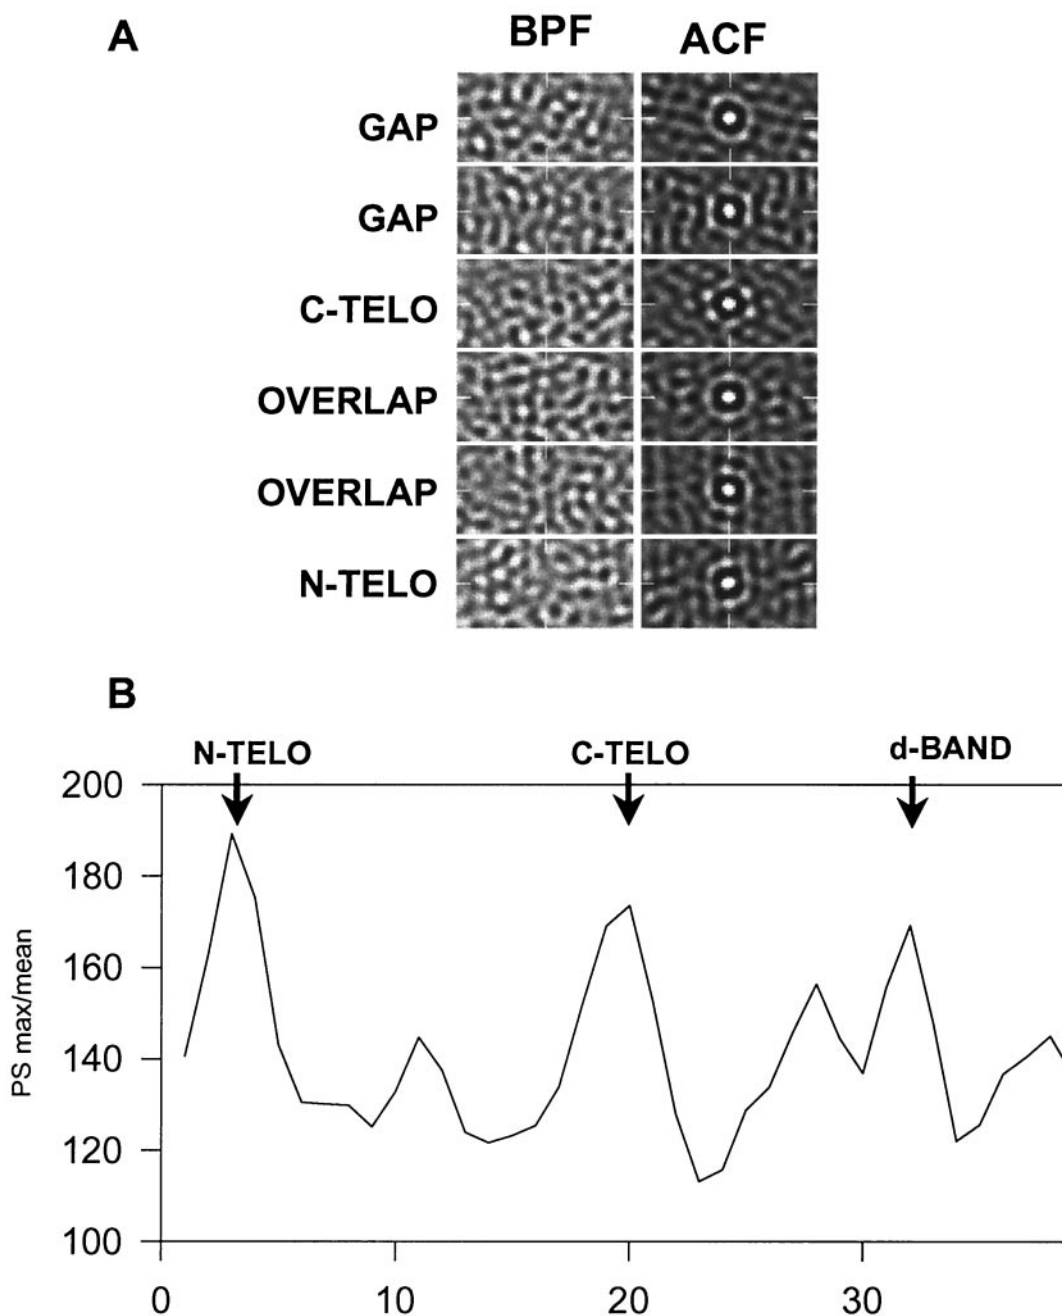 A
BPF
ACF
GAP
GAP
C-TELO
OVERLAP
OVERLAP
N-TELO
B
N-TELO
C-TELO
d-BAND
200
180
160
140
120
100
PS max/mean
0
10
20
30